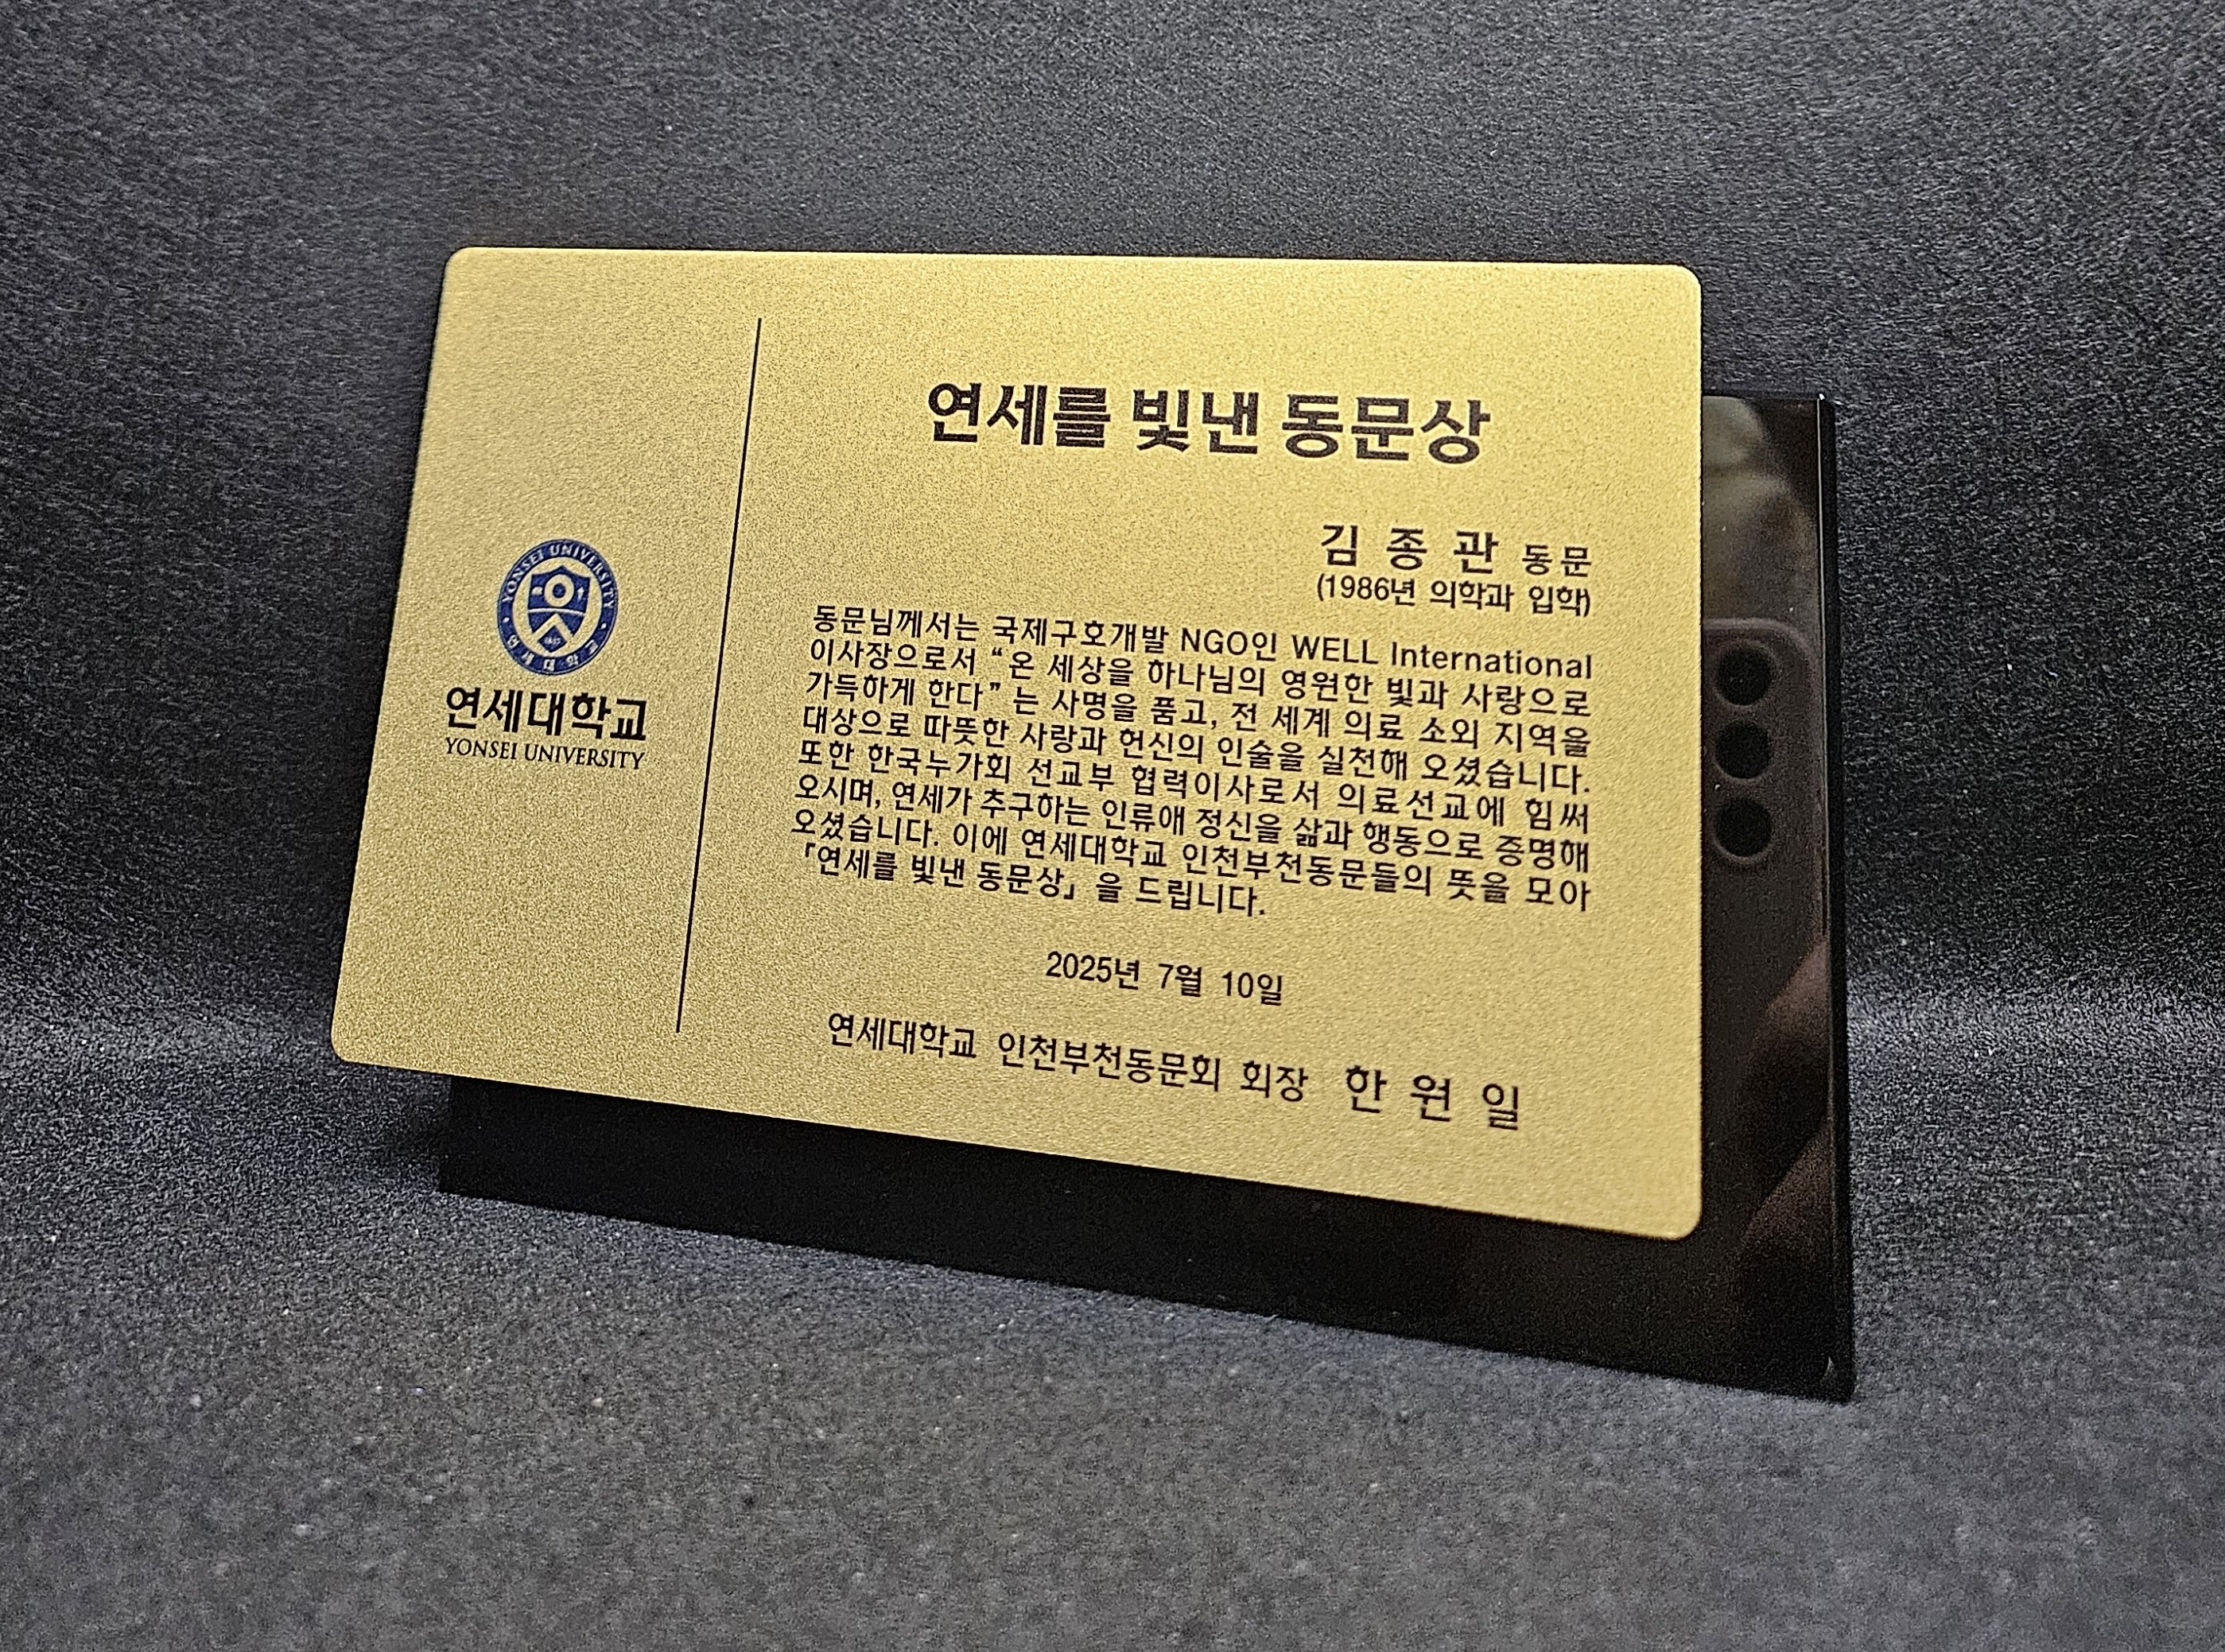 YONSEI UNIVERSITY
연세대학교
연세대학교
YONSEI UNIVERSITY
연세를 빛낸 동문상
김 종 관 동문
(1986년 의학과 입학)
동문님께서는 국제구호개발 NGO인 WELL International
이사장으로서 “온 세상을 하나님의 영원한 빛과 사랑으로
가득하게 한다” 는 사명을 품고, 전 세계 의료 소외 지역을
대상으로 따뜻한 사랑과 헌신의 인술을 실천해 오셨습니다.
또한 한국누가회 선교부 협력이사로서 의료선교에 힘써
오시며, 연세가 추구하는 인류애 정신을 삶과 행동으로 증명해
오셨습니다. 이에 연세대학교 인천부천동문들의 뜻을 모아
「연세를 빛낸 동문상」 을 드립니다.
2025년 7월 10일
연세대학교 인천부천동문회 회장 한 원 일